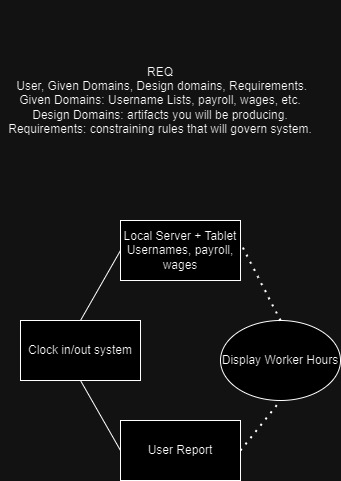 REQ
User, Given Domains, Design domains, Requirements.
Given Domains: Username Lists, payroll, wages, etc.
Design Domains: artifacts you will be producing.
Requirements: constraining rules that will govern system.
Local Server + Tablet
Usernames, payroll,
wages
Clock in/out system
Display Worker Hours
User Report